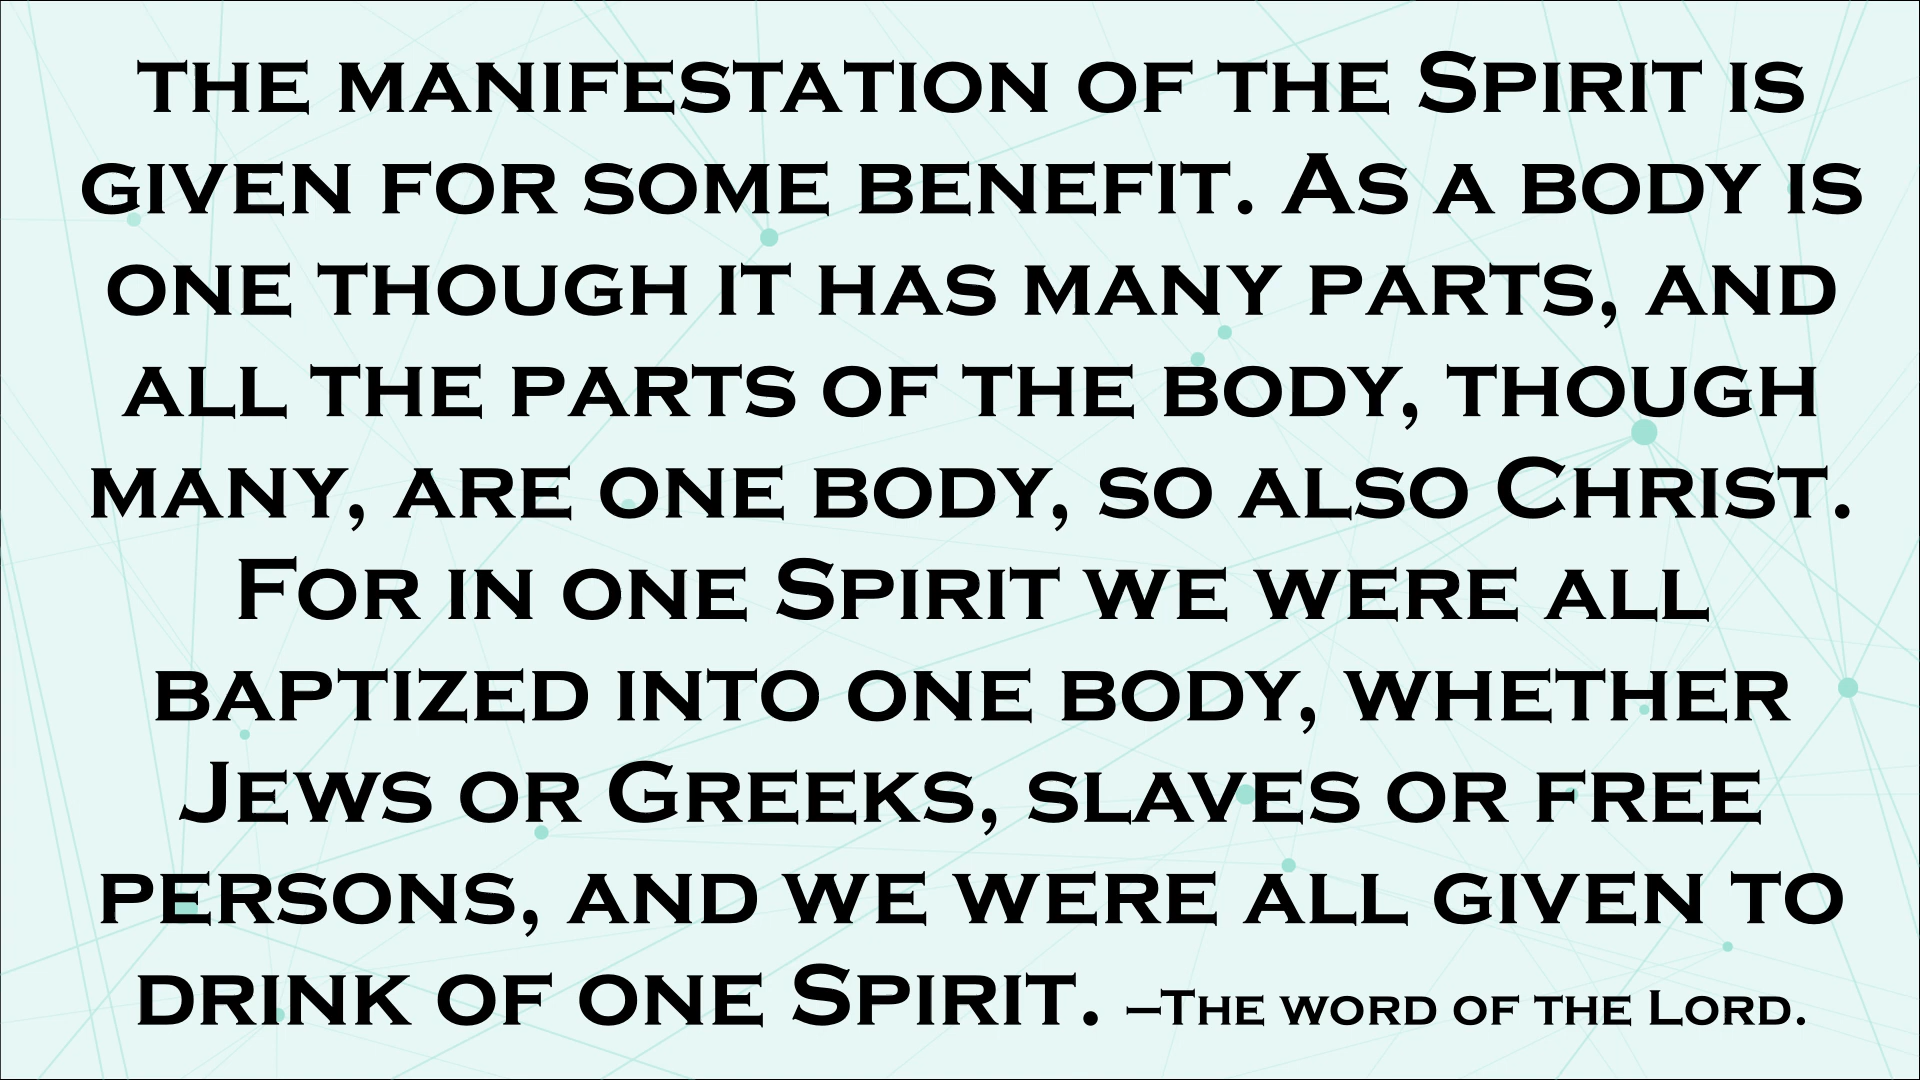 the manifestation of the Spirit is
given for some benefit. As a body is
one though it has many parts, and
all the parts of the body, though
many, are one body, so also Christ.
For in one Spirit we were all
baptized into one body, whether
Jews or Greeks, slaves or free
persons, and we were all given to
drink of one Spirit. –The word of the Lord.